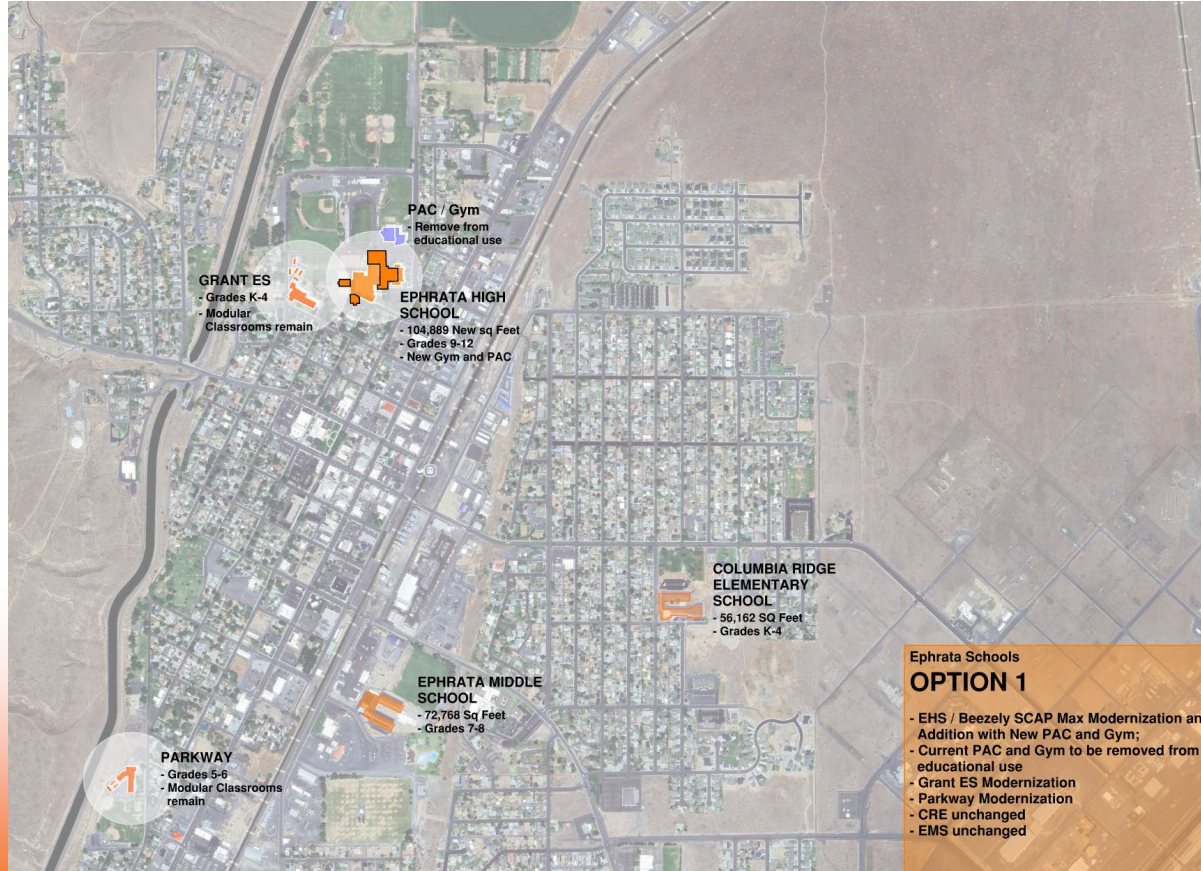 PAC / Gym
- Remove from
educational use
GRANT ES
- Grades K-4
- Modular
Classrooms remain
EPHRATA HIGH
SCHOOL
- 104,889 New sq Feet
- Grades 9-12
- New Gym and PAC
COLUMBIA RIDGE
ELEMENTARY
SCHOOL
- 56,162 SQ Feet
- Grades K-4
EPHRATA MIDDLE
SCHOOL
- 72,768 Sq Feet
- Grades 7-8
PARKWAY
- Grades 5-6
- Modular Classrooms
remain
Ephrata Schools
OPTION 1
- EHS / Beezely SCAP Max Modernization an
Addition with New PAC and Gym;
- Current PAC and Gym to be removed from
educational use
- Grant ES Modernization
- Parkway Modernization
- CRE unchanged
- EMS unchanged